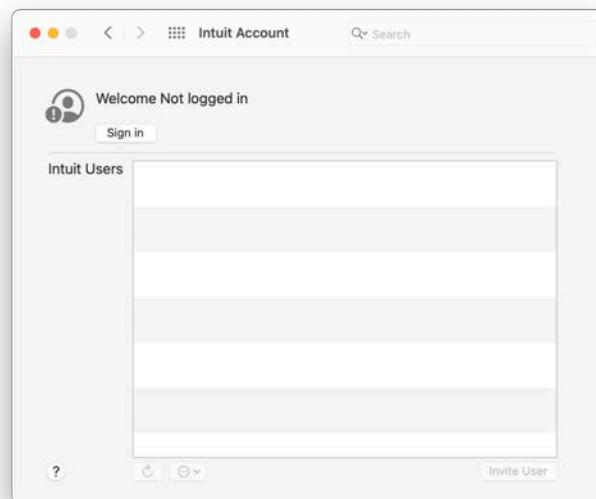 Intuit Account
Search
Welcome Not logged in
Sign in
Intuit Users
?
Invite User